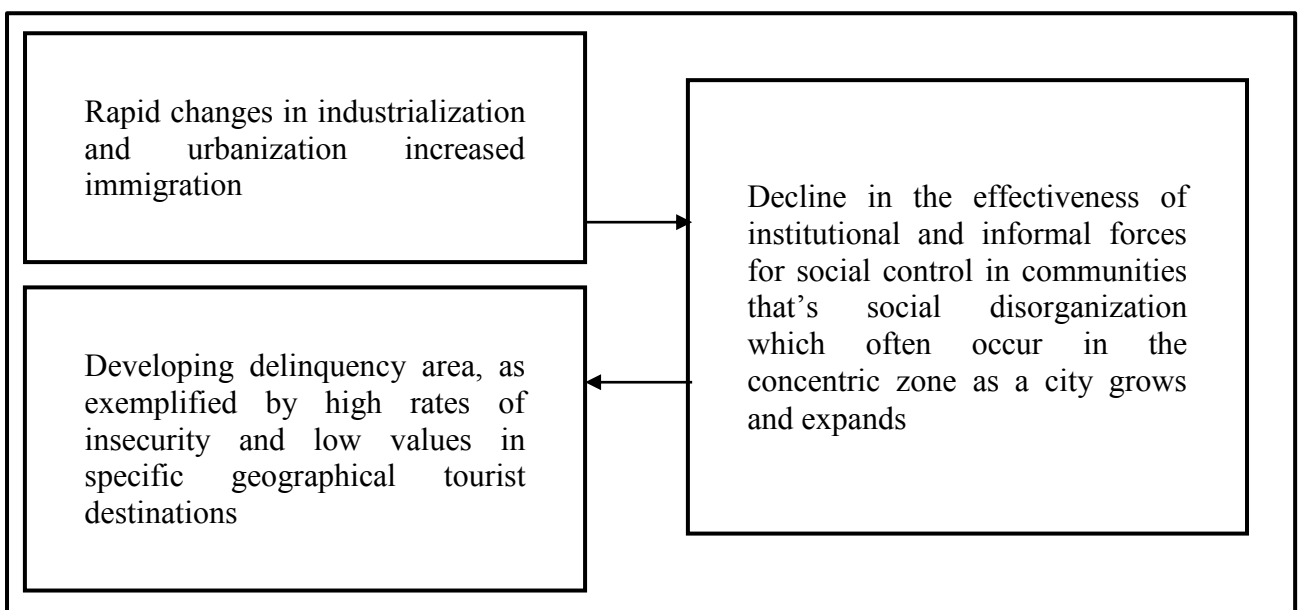 Rapid changes in industrialization
and urbanization increased
immigration
Decline in the effectiveness of
institutional and informal forces
for social control in communities
that’s social disorganization
which often occur in the
concentric zone as a city grows
and expands
Developing delinquency area, as
exemplified by high rates of
insecurity and low values in
specific geographical tourist
destinations